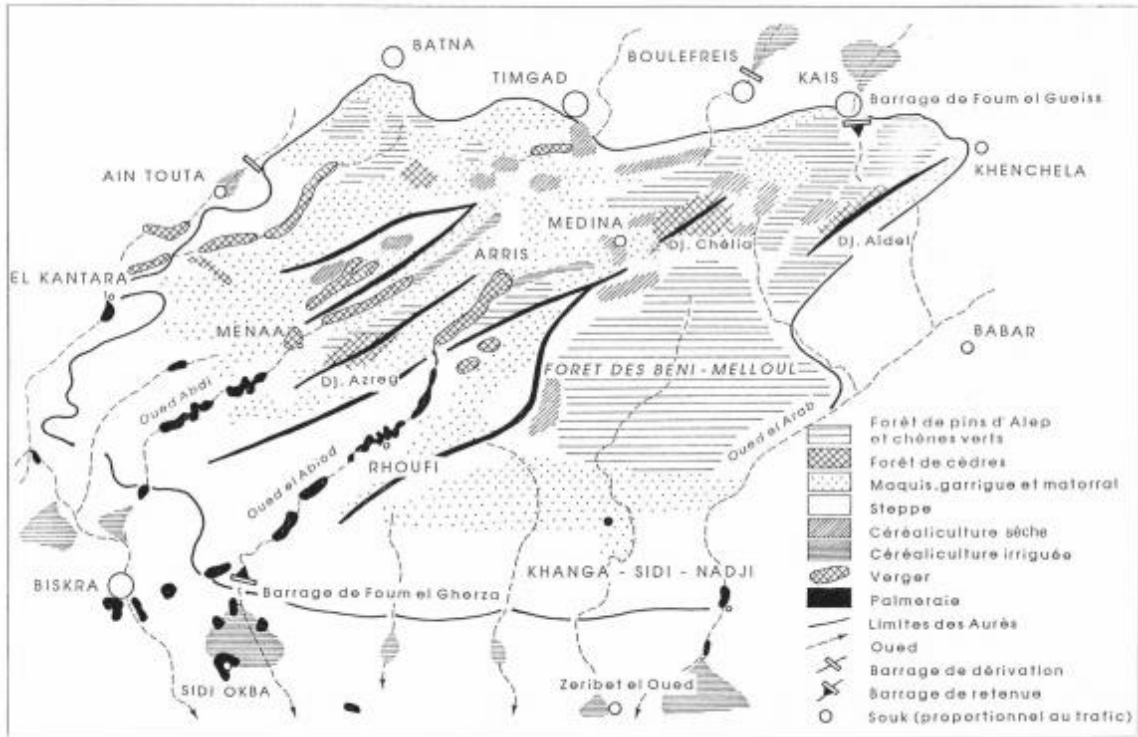 BATNA
BOULEFREIS
TIMGAD
KAIS
Barrage de Foum el Gueiss
AIN TOUTA
KHENCHELA
MEDINA
Dj. Chélia
Dj. Aïdel
ARRIS
EL KANTARA
MENAA
BABAR
Dj. Azreg
FORET DES BENI-MELLOUL
Oued Abdi
Oued el Arab
RHOUFI
Oued el Abiod
KHANGA - SIDI - NADJI
BISKRA
Barrage de Foum el Gherza
SIDI OKBA
Zeribet el Oued
Forêt de pins d'Alep
et chênes verts
Forêt de cèdres
Maquis, garrigue et matorral
Steppe
Céréaliculture sèche
Céréaliculture irriguée
Verger
Palmeraie
Limites des Aurès
Oued
Barrage de dérivation
Barrage de retenue
Souk (proportionnel au trafic)